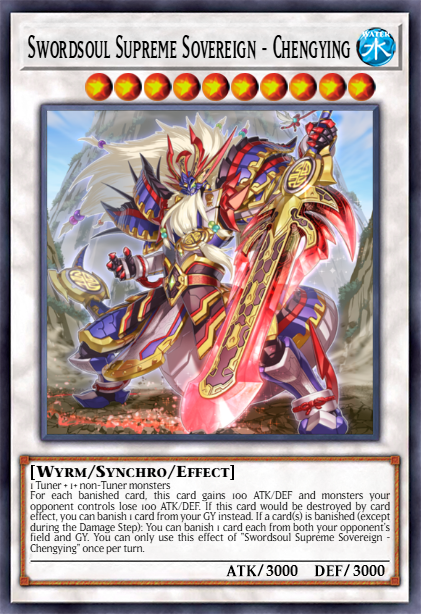 Swordsoul Supreme Sovereign - Chengying
WATER
水
[Wyrm/Synchro/Effect]
1 Tuner + 1+ non-Tuner monsters
For each banished card, this card gains 100 ATK/DEF and monsters your
opponent controls lose 100 ATK/DEF. If this card would be destroyed by card
effect, you can banish 1 card from your GY instead. If a card(s) is banished (except
during the Damage Step): You can banish 1 card each from both your opponent's
field and GY. You can only use this effect of "Swordsoul Supreme Sovereign -
Chengying" once per turn.
ATK/3000 DEF/3000